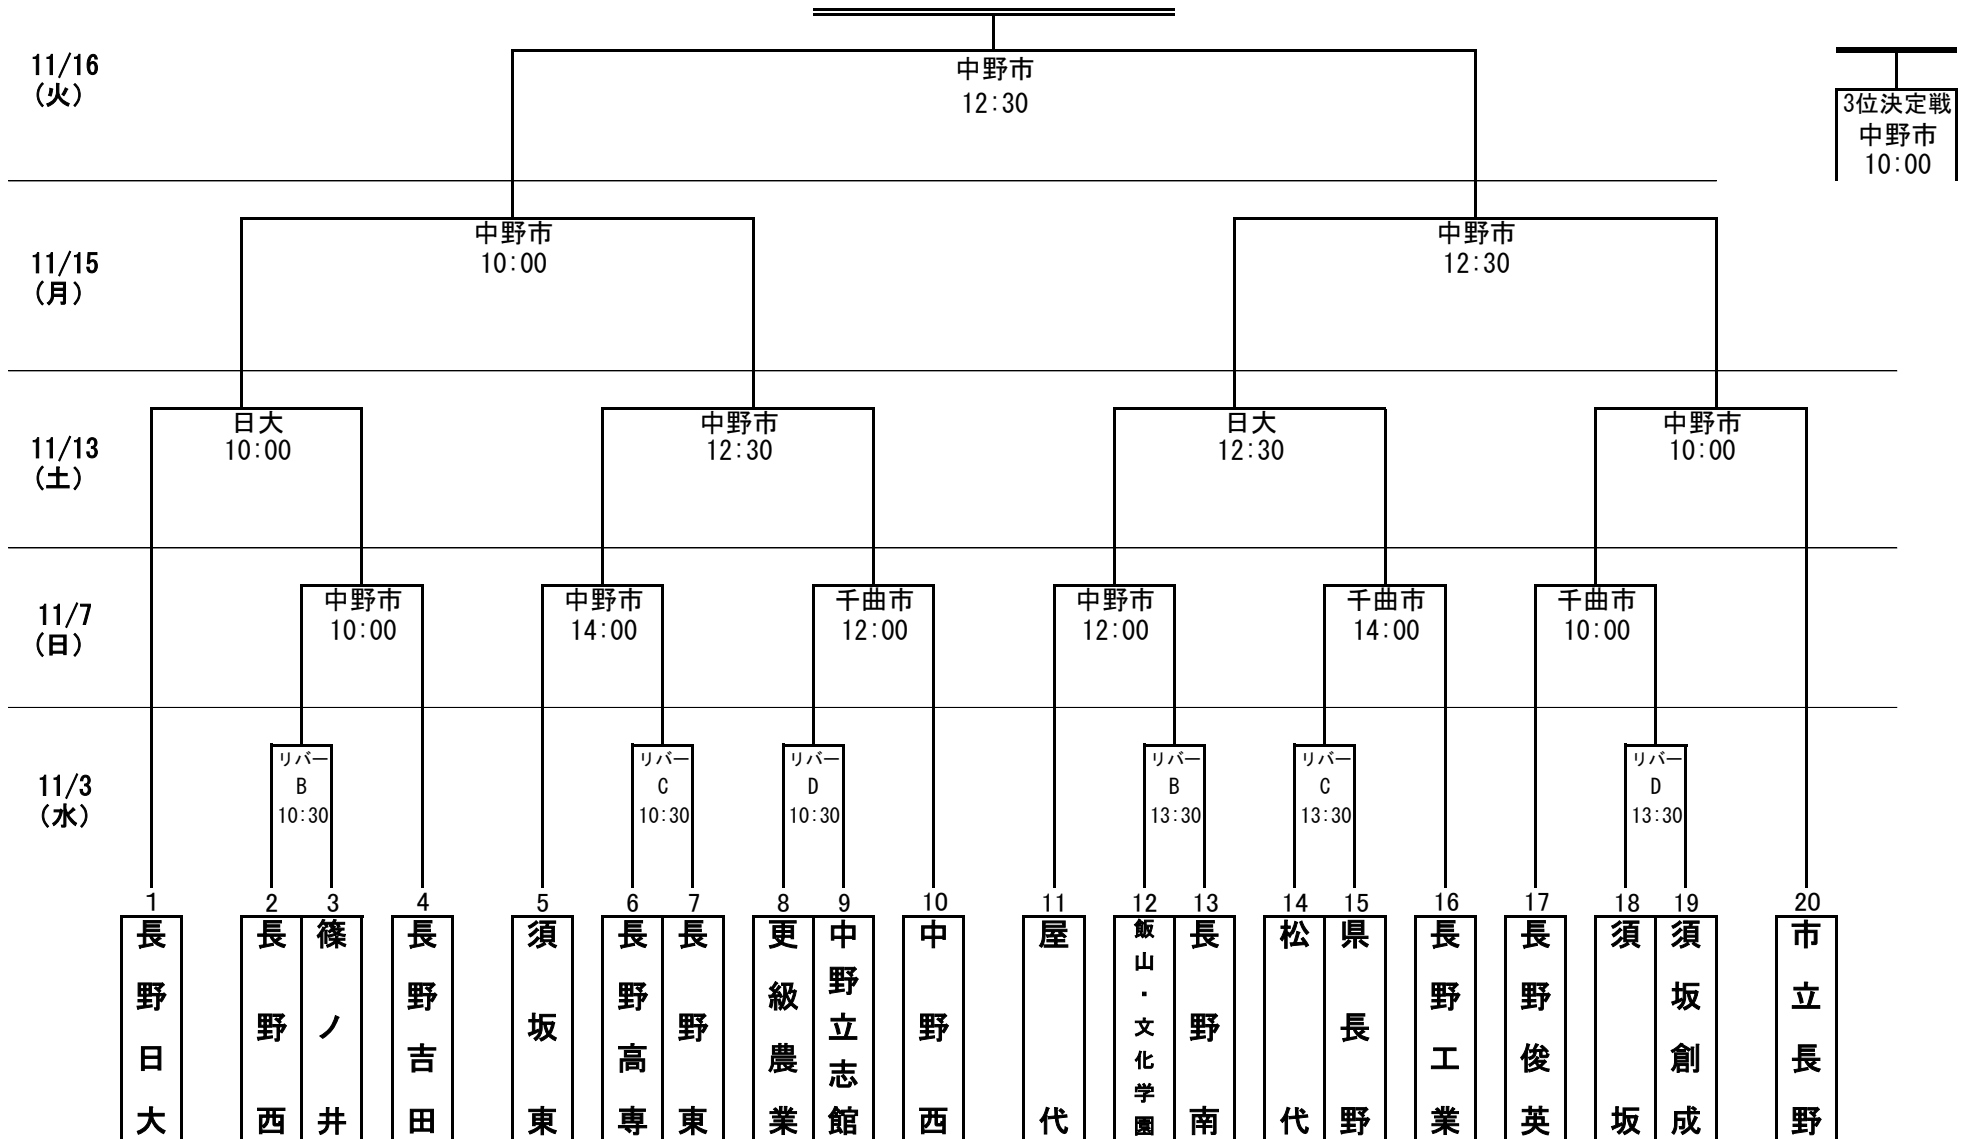 11/16
(火)
中野市
12:30
3位決定戦
中野市
10:00
11/15
(月)
中野市
10:00
中野市
12:30
11/13
(土)
日大
10:00
中野市
12:30
日大
12:30
中野市
10:00
11/7
(日)
中野市
10:00
中野市
14:00
千曲市
12:00
中野市
12:00
千曲市
14:00
千曲市
10:00
11/3
(水)
リバー
B
10:30
リバー
C
10:30
リバー
D
10:30
リバー
B
13:30
リバー
C
13:30
リバー
D
13:30
1
長野日大
2
長野西
3
篠ノ井
4
長野吉田
5
須坂東
6
長野高専
7
長野東
8
更級農業
9
中野立志館
10
中野西
11
屋代
12
飯山・文化学園
13
長野南
14
松代
15
県長野
16
長野工業
17
長野俊英
18
須坂
19
須坂創成
20
市立長野